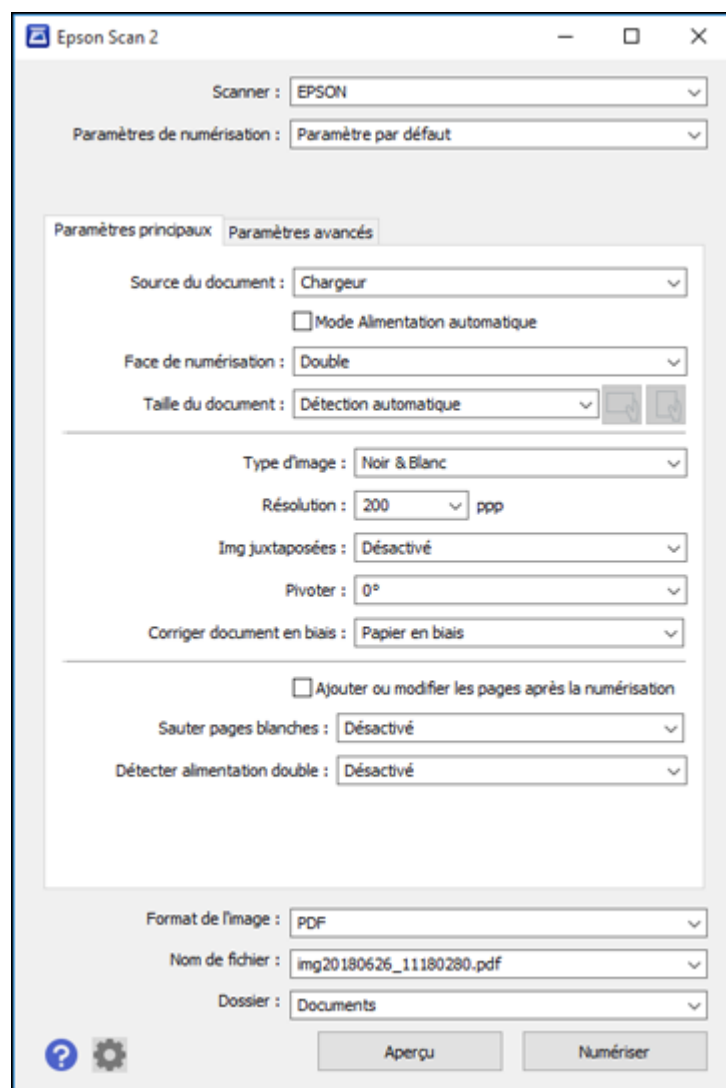 Epson Scan 2
Scanner : EPSON
Paramètres de numérisation : Paramètre par défaut
Paramètres principaux Paramètres avancés
Source du document : Chargeur
Mode Alimentation automatique
Face de numérisation : Double
Taille du document : Détection automatique
Type d'image : Noir & Blanc
Résolution : 200 ppp
Img juxtaposées : Désactivé
Pivoter : 0°
Corriger document en biais : Papier en biais
Ajouter ou modifier les pages après la numérisation
Sauter pages blanches : Désactivé
Détecter alimentation double : Désactivé
Format de l'image : PDF
Nom de fichier : img20180626_11180280.pdf
Dossier : Documents
? Aperçu Numériser